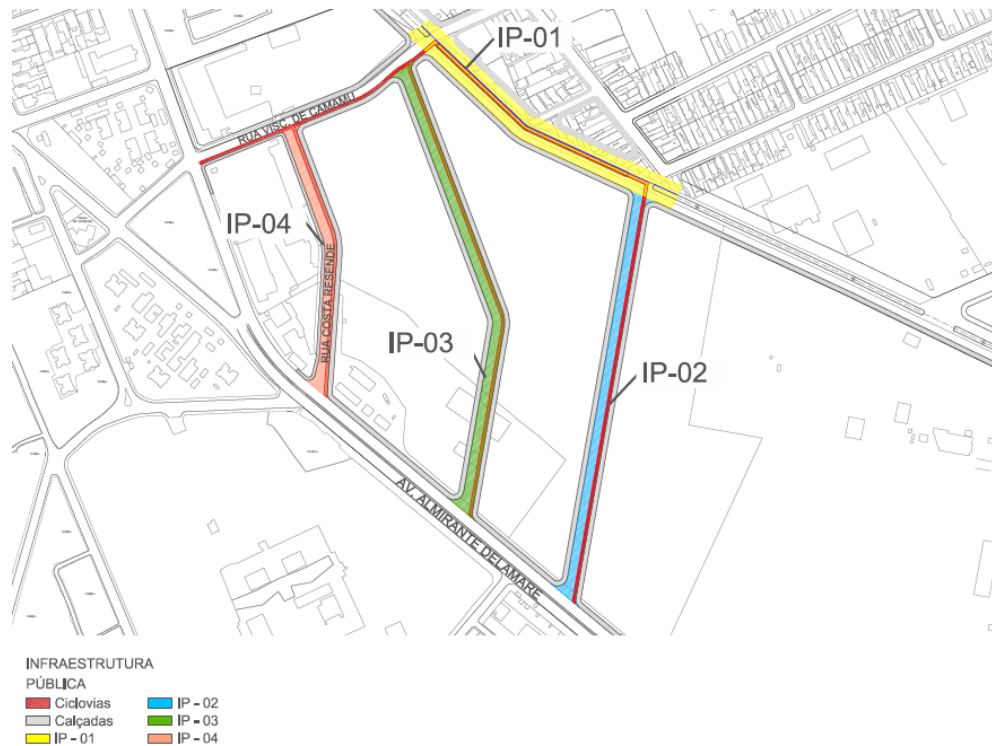 IP-01
RUA VISC. DE CAMAMU
IP-04
RUA COSTA RESENDE
IP-03
IP-02
AV. ALMIRANTE DELAMARE
INFRAESTRUTURA
PÚBLICA
Ciclovias
IP - 02
Calçadas
IP - 03
IP - 01
IP - 04